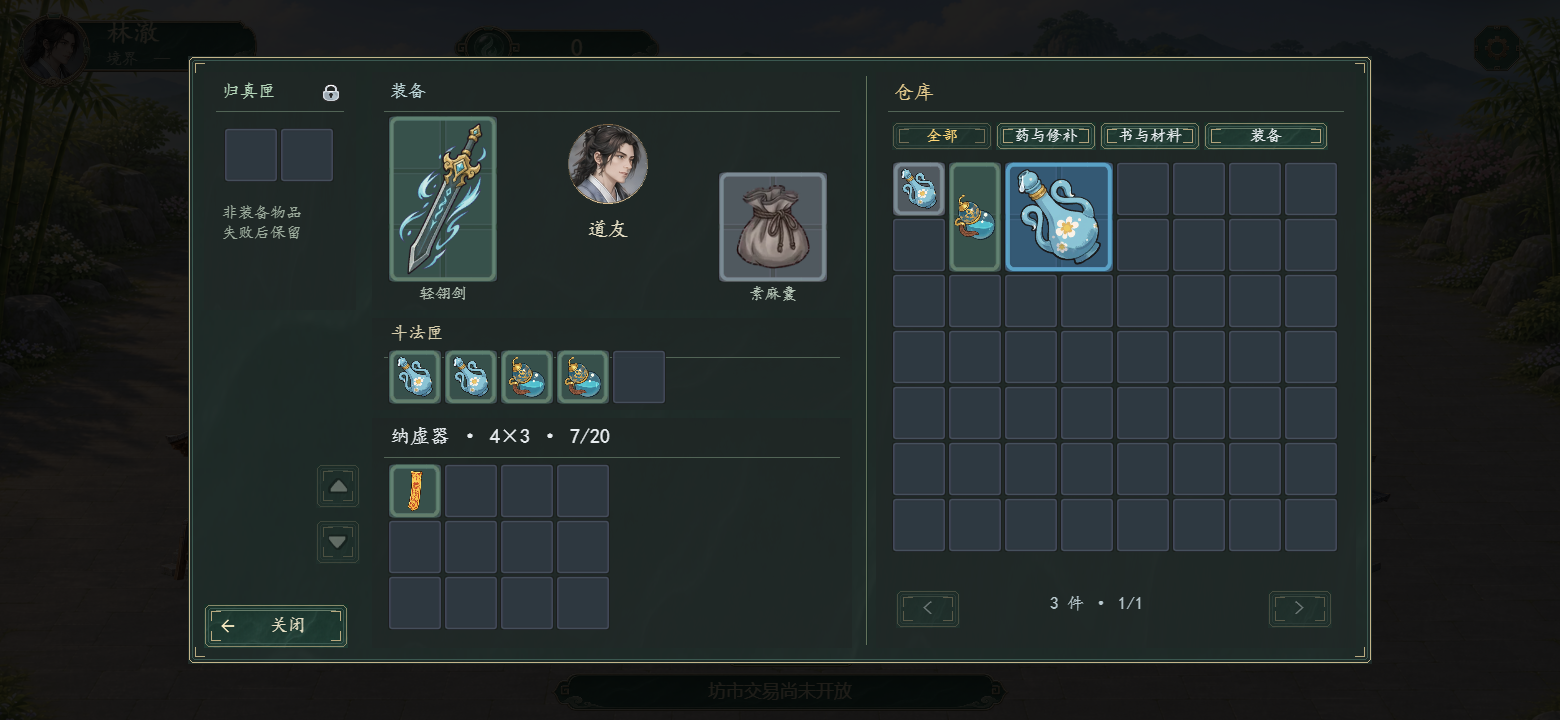 林澈
境界 一
0
归真匣
非装备物品
失败后保留
装备
轻翎剑
道友
素麻囊
斗法匣
纳虚器 • 4×3 • 7/20
关闭
仓库
全部
药与修补
书与材料
装备
3 件 • 1/1
坊市交易尚未开放